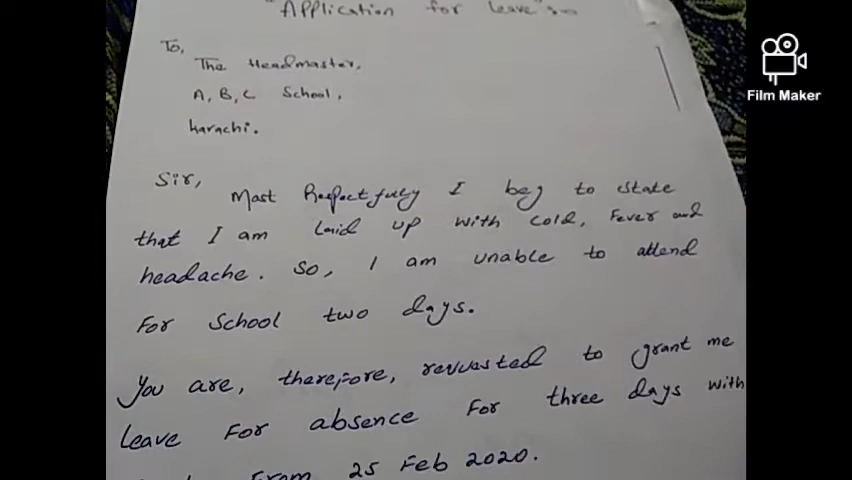 "Application for leave"
To,
The Headmaster,
A, B, C School,
Karachi.
Sir,
Mast Respectfully I beg to state
that I am laid up with cold, Fever and
headache. So, I am unable to attend
For School two days.
You are, therefore, revuested to grant me
leave For absence For three days with
From 25 Feb 2020.
Film Maker